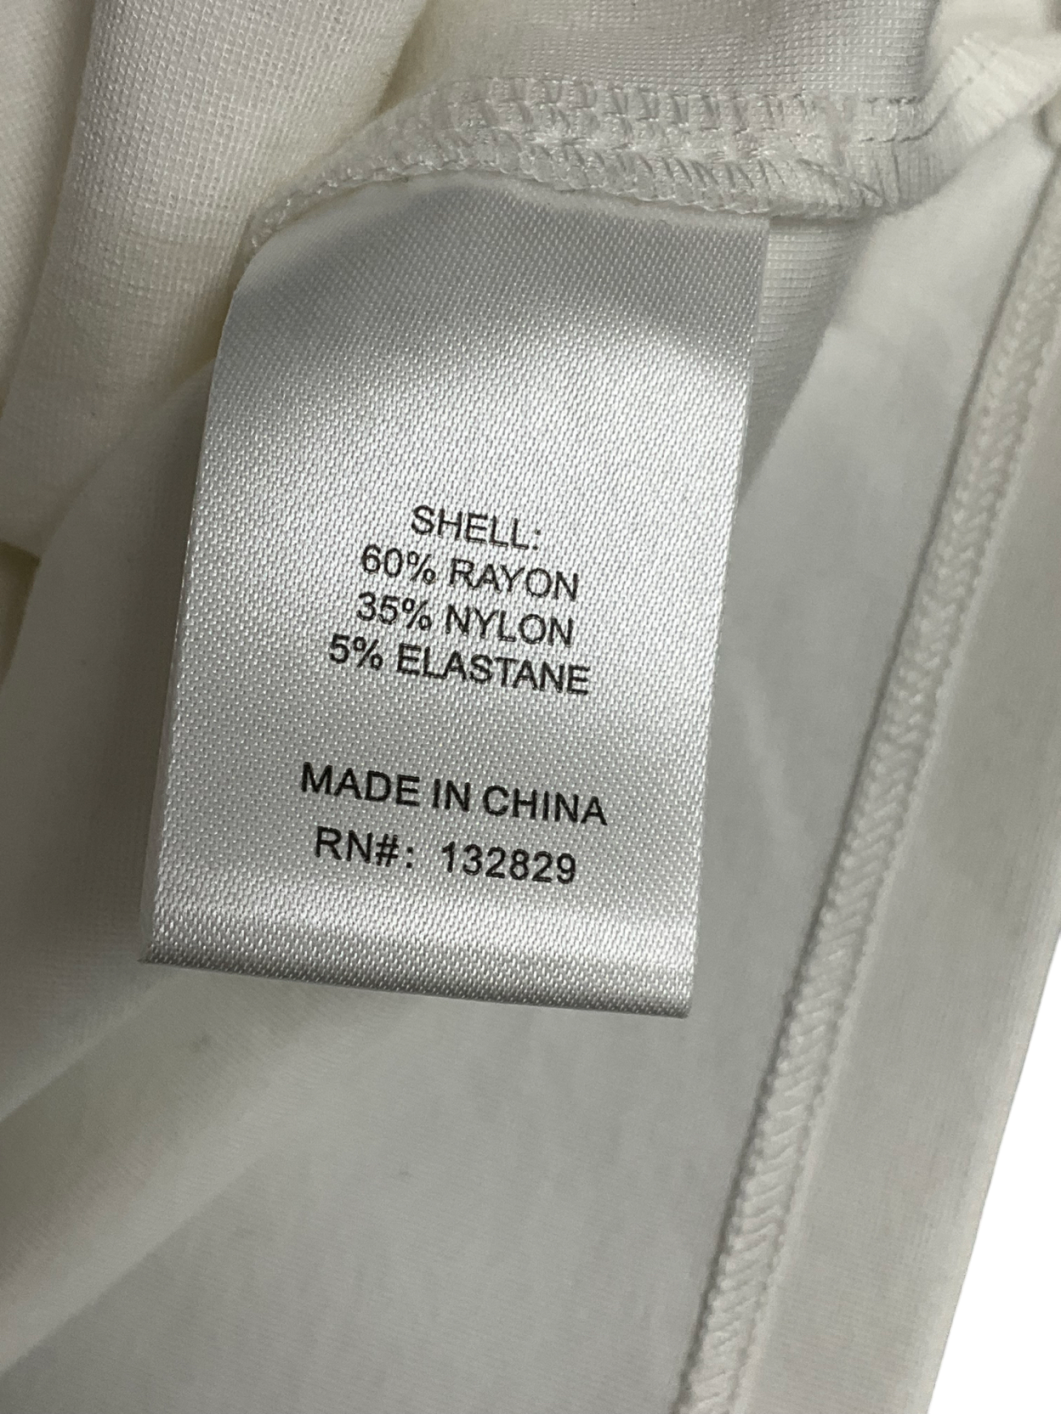 SHELL:
60% RAYON
35% NYLON
5% ELASTANE
MADE IN CHINA
RN#: 132829